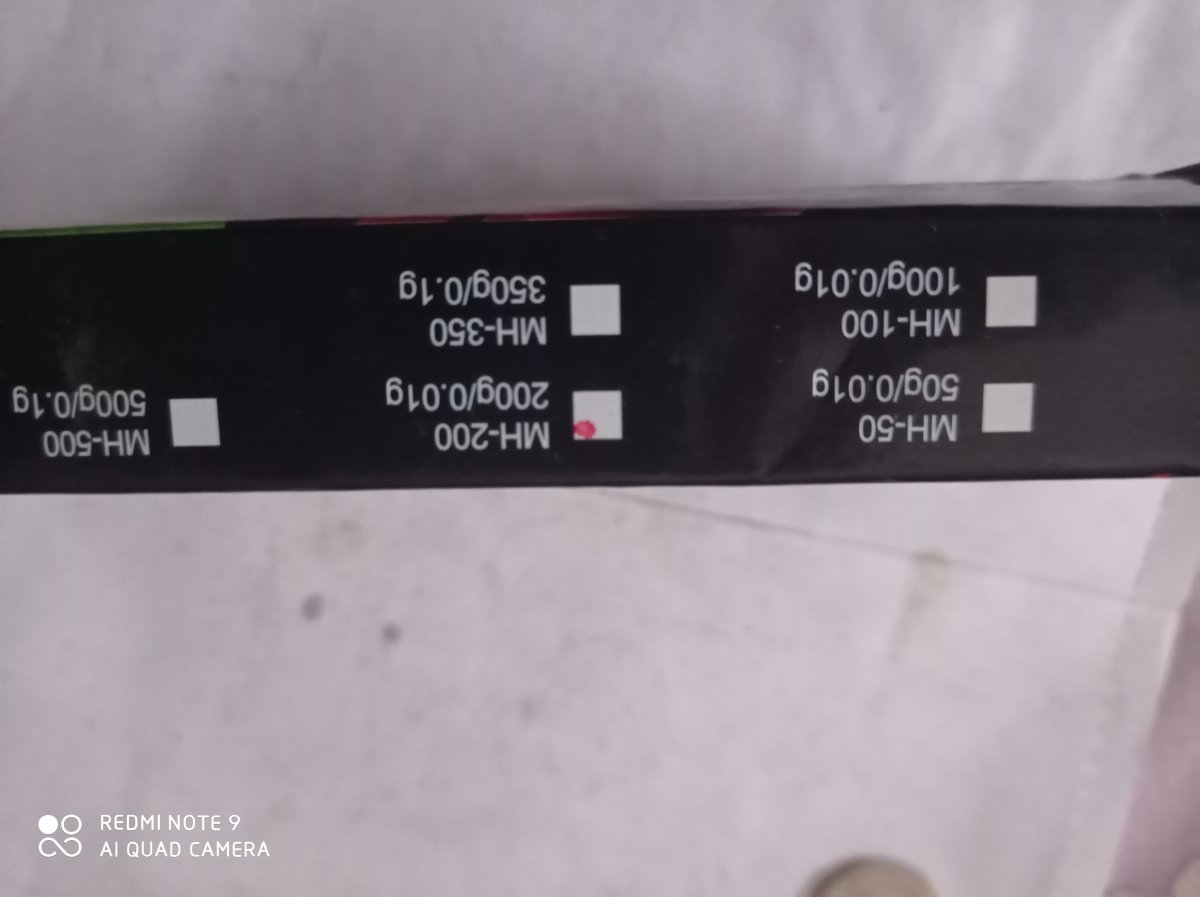 MH-50
50g/0.01g
MH-200
200g/0.01g
MH-500
500g/0.1g
MH-100
100g/0.01g
MH-350
350g/0.1g
REDMI NOTE 9
AI QUAD CAMERA